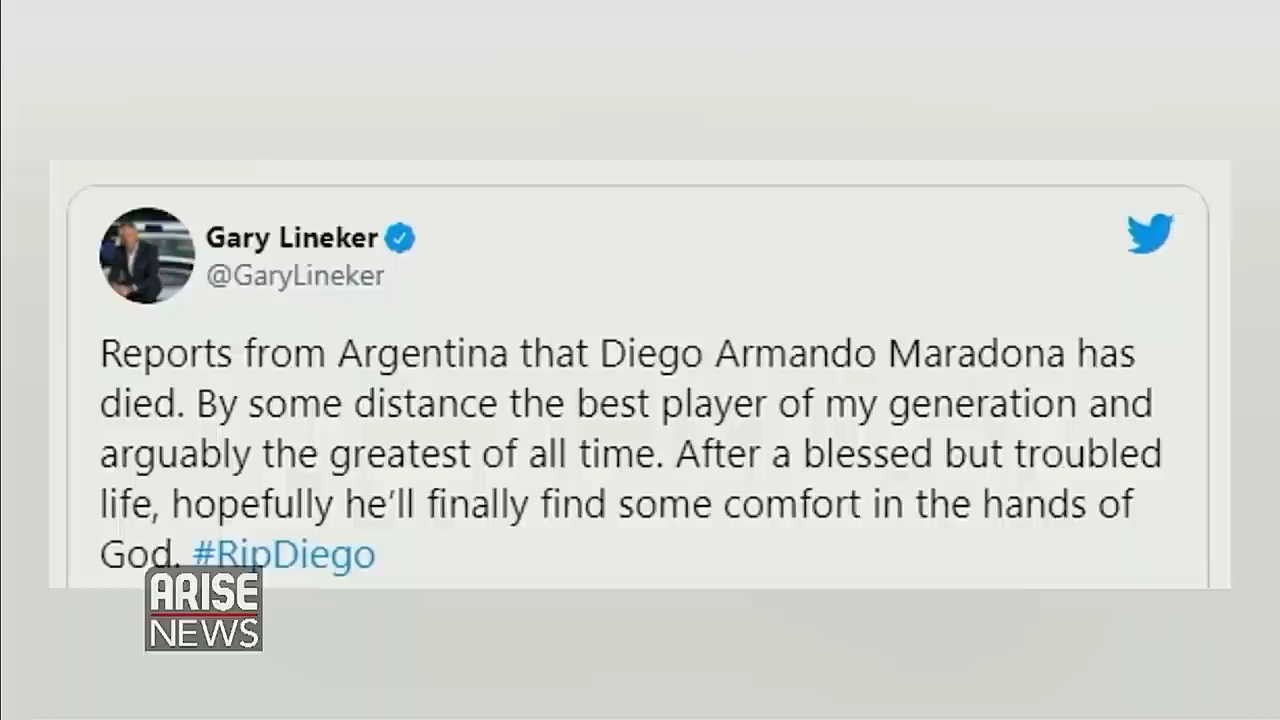 Gary Lineker
@GaryLineker
Reports from Argentina that Diego Armando Maradona has
died. By some distance the best player of my generation and
arguably the greatest of all time. After a blessed but troubled
life, hopefully he’ll finally find some comfort in the hands of
God. #RipDiego
ARISE
NEWS